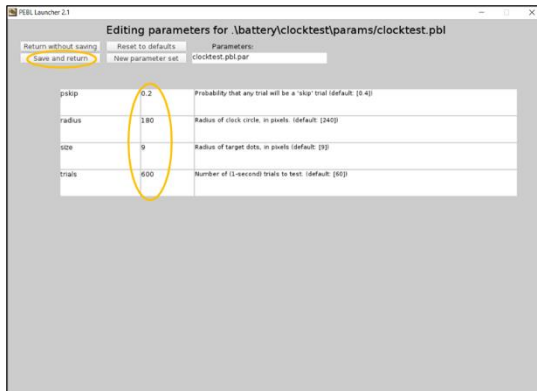 PEBL Launcher 2.1
Editing parameters for .\battery\clocktest\params/clocktest.pbl
Return without saving Reset to defaults Parameters:
Save and return New parameter set clocktest.pbl.par
pskip 0.2 Probability that any trial will be a 'skip' trial (default: [0.4])
radius 180 Radius of clock circle, in pixels. (default: [240])
size 9 Radius of target dots, in pixels (default: [9])
trials 600 Number of (1-second) trials to test. (default: [60])